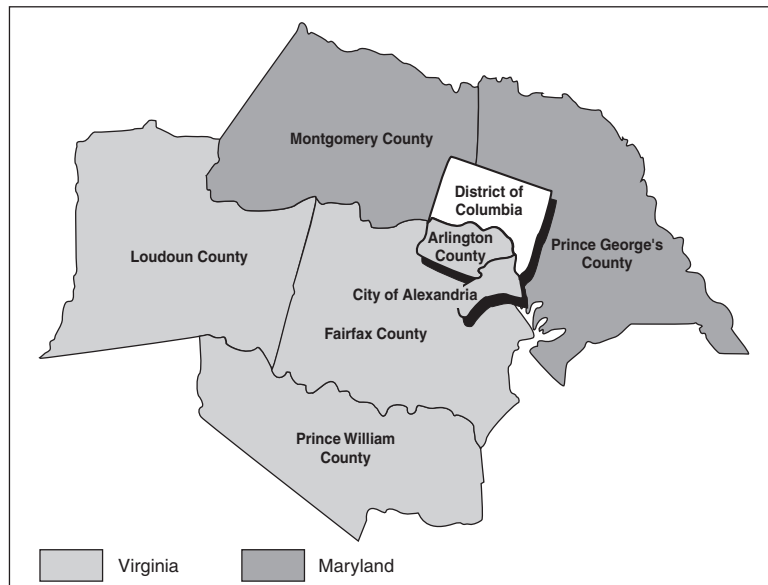 Montgomery County
District of
Columbia
Arlington
County
Prince George's
County
Loudoun County
City of Alexandria
Fairfax County
Prince William
County
Virginia
Maryland